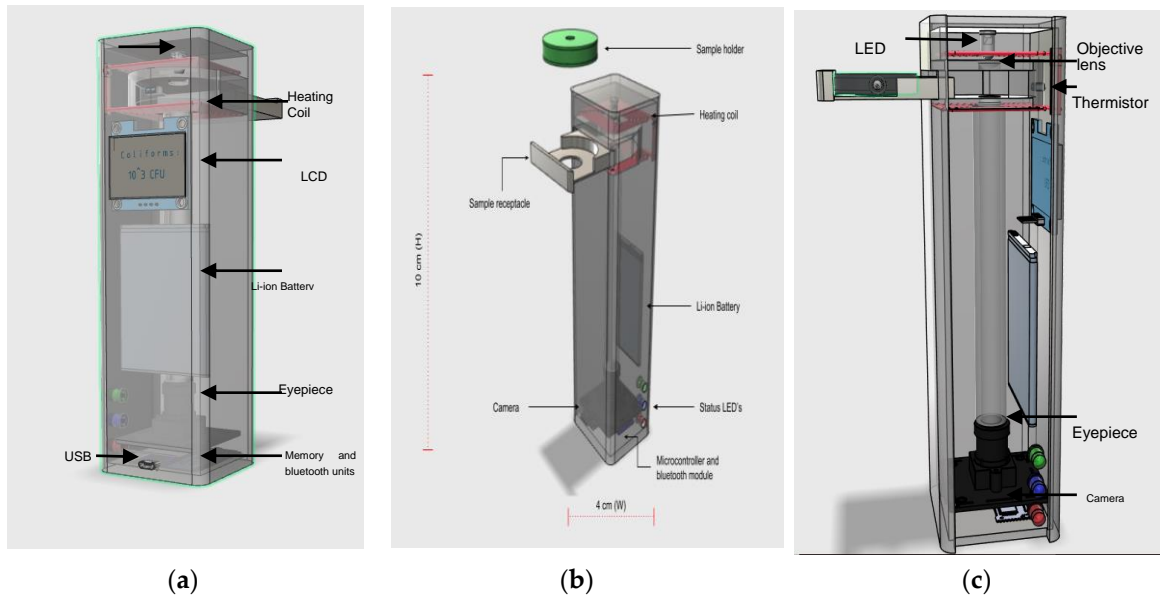 Heating
Coil
Coliforms:
10^3 CFU
LCD
Li-ion Battery
Eyepiece
USB
Memory and
bluetooth units
(a)
Sample holder
Heating coil
Sample receptacle
10 cm (H)
Li-ion Battery
Camera
Status LED's
Microcontroller and
bluetooth module
4 cm (W)
(b)
LED
Objective
lens
Thermistor
Eyepiece
Camera
(c)